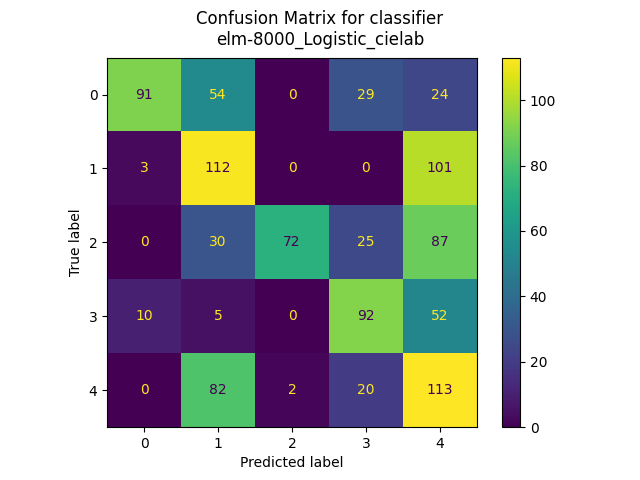 Confusion Matrix for classifier
elm-8000_Logistic_cielab
0 91 54 0 29 24
1 3 112 0 0 101
2 0 30 72 25 87
3 10 5 0 92 52
4 0 82 2 20 113
0 1 2 3 4
Predicted label
True label
100
80
60
40
20
0